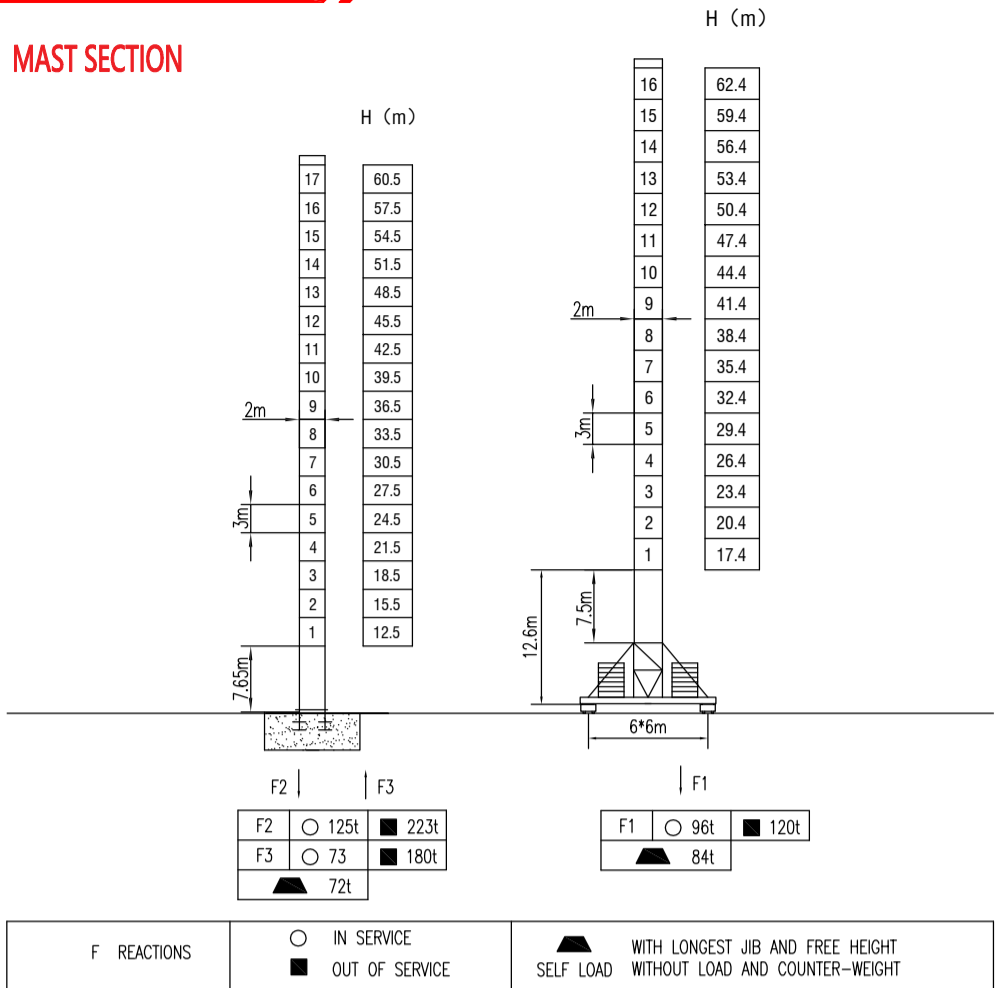 MAST SECTION
H (m)
17 60.5
16 57.5
15 54.5
14 51.5
13 48.5
12 45.5
11 42.5
10 39.5
9 36.5
8 33.5
7 30.5
6 27.5
5 24.5
4 21.5
3 18.5
2 15.5
1 12.5
2m
3m
7.65m
F2 F3
F2 125t 223t
F3 73 180t
72t
H (m)
16 62.4
15 59.4
14 56.4
13 53.4
12 50.4
11 47.4
10 44.4
9 41.4
8 38.4
7 35.4
6 32.4
5 29.4
4 26.4
3 23.4
2 20.4
1 17.4
2m
3m
7.5m
12.6m
6*6m
F1
F1 96t 120t
84t
F REACTIONS
IN SERVICE
OUT OF SERVICE
SELF LOAD
WITH LONGEST JIB AND FREE HEIGHT
WITHOUT LOAD AND COUNTER-WEIGHT